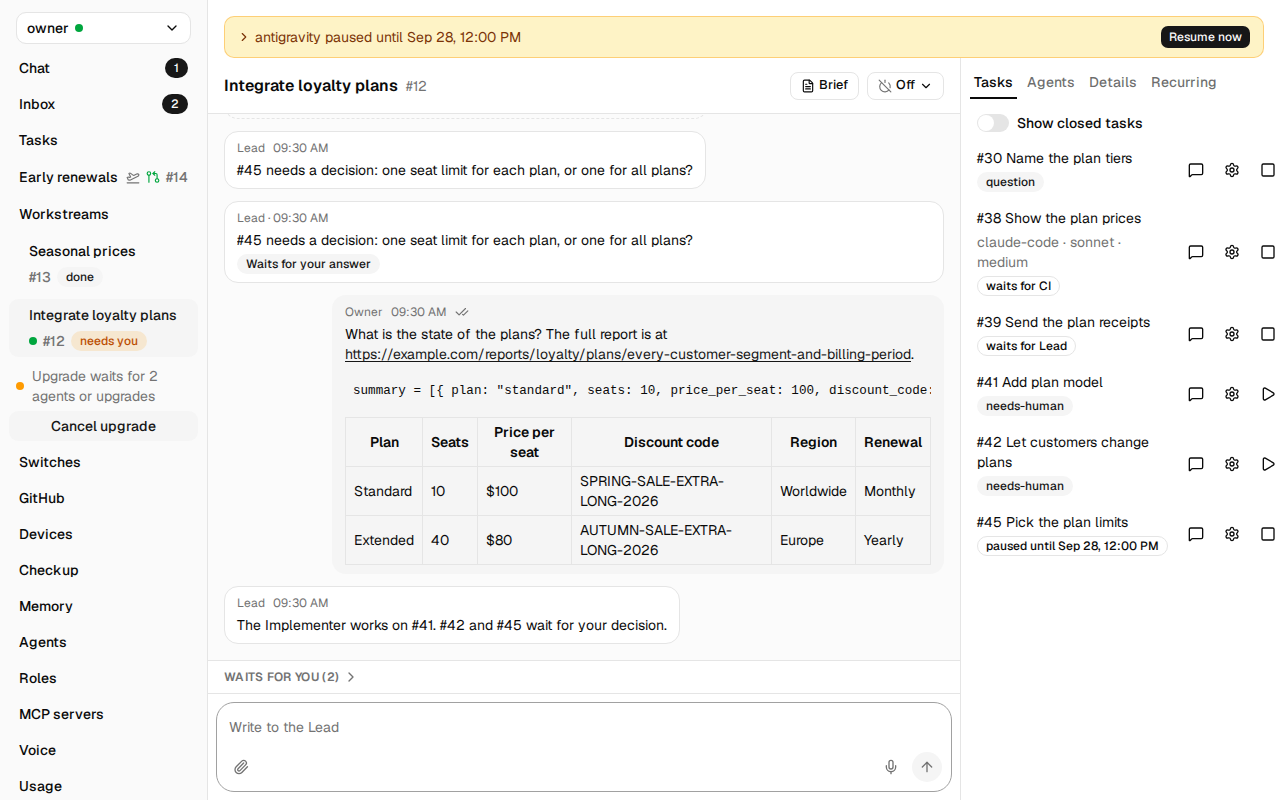 owner
Chat 1
Inbox 2
Tasks
Early renewals #14
Workstreams
Seasonal prices
#13 done
Integrate loyalty plans
#12 needs you
Upgrade waits for 2
agents or upgrades
Cancel upgrade
Switches
GitHub
Devices
Checkup
Memory
Agents
Roles
MCP servers
Voice
Usage
antigravity paused until Sep 28, 12:00 PM
Resume now
Integrate loyalty plans #12
Brief
Off
Lead 09:30 AM
#45 needs a decision: one seat limit for each plan, or one for all plans?
Lead · 09:30 AM
#45 needs a decision: one seat limit for each plan, or one for all plans?
Waits for your answer
Owner 09:30 AM
What is the state of the plans? The full report is at
https://example.com/reports/loyalty/plans/every-customer-segment-and-billing-period.
summary = [{ plan: "standard", seats: 10, price_per_seat: 100, discount_code:
Plan Seats Price per seat Discount code Region Renewal
Standard 10 $100 SPRING-SALE-EXTRA-LONG-2026 Worldwide Monthly
Extended 40 $80 AUTUMN-SALE-EXTRA-LONG-2026 Europe Yearly
Lead 09:30 AM
The Implementer works on #41. #42 and #45 wait for your decision.
WAITS FOR YOU (2)
Write to the Lead
Tasks Agents Details Recurring
Show closed tasks
#30 Name the plan tiers
question
#38 Show the plan prices
claude-code · sonnet ·
medium
waits for CI
#39 Send the plan receipts
waits for Lead
#41 Add plan model
needs-human
#42 Let customers change
plans
needs-human
#45 Pick the plan limits
paused until Sep 28, 12:00 PM